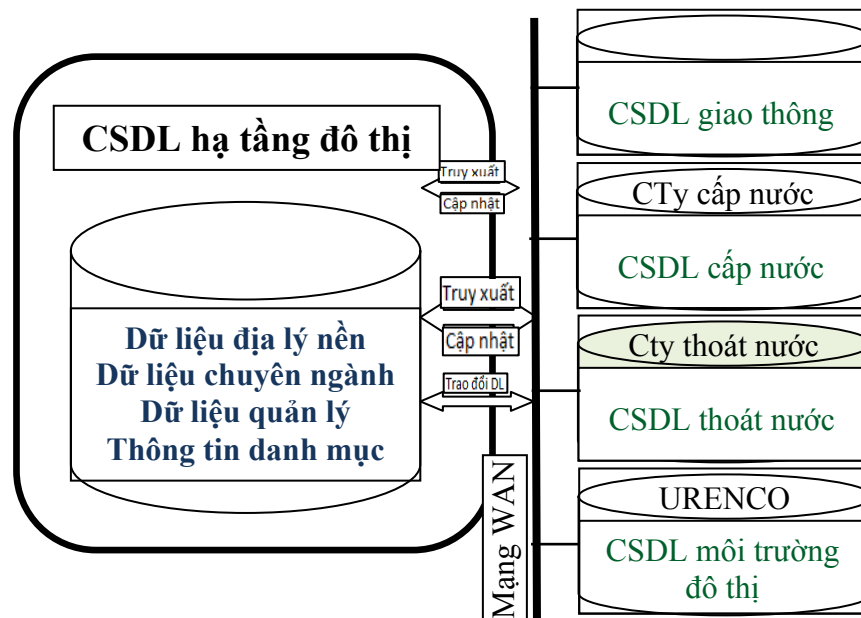 CSDL hạ tầng đô thị
Truy xuất
Cập nhật
Truy xuất
Cập nhật
Trao đổi DL
Dữ liệu địa lý nền
Dữ liệu chuyên ngành
Dữ liệu quản lý
Thông tin danh mục
Mạng WAN
CSDL giao thông
CTy cấp nước
CSDL cấp nước
Cty thoát nước
CSDL thoát nước
URENCO
CSDL môi trường
đô thị